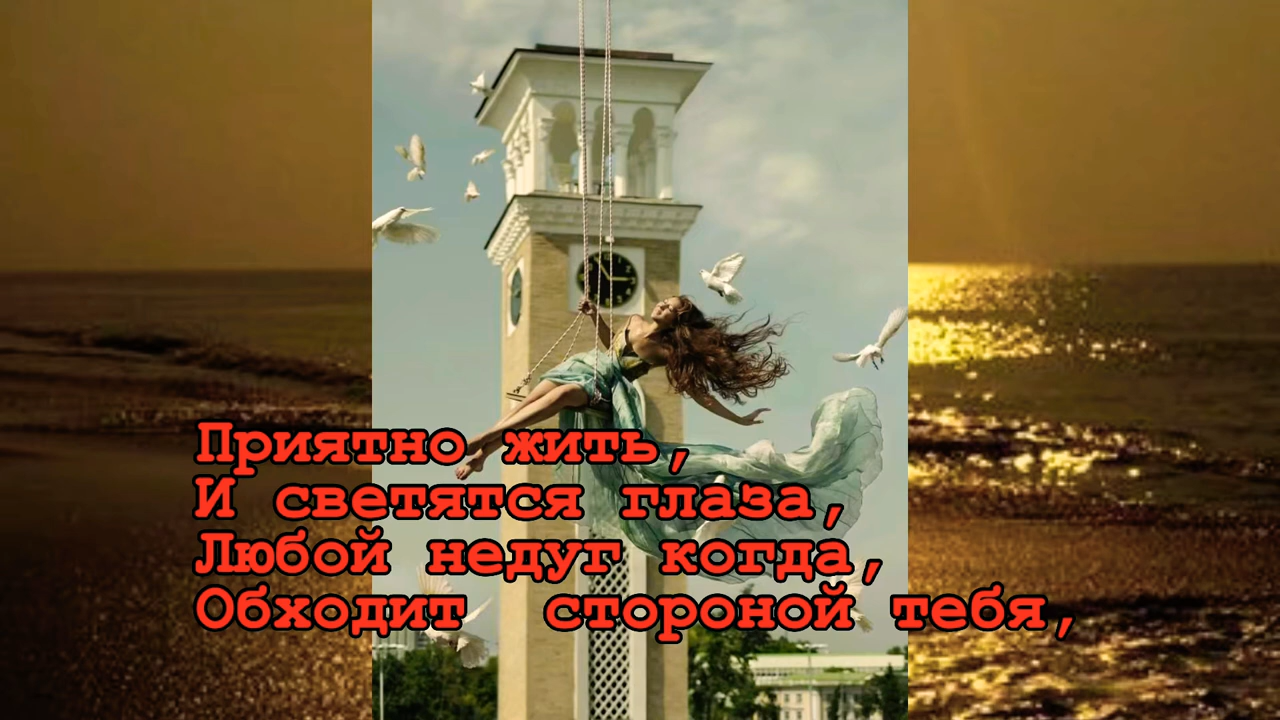 Приятно жить,
И светятся глаза,
Любой недуг когда,
Обходит  стороной тебя,